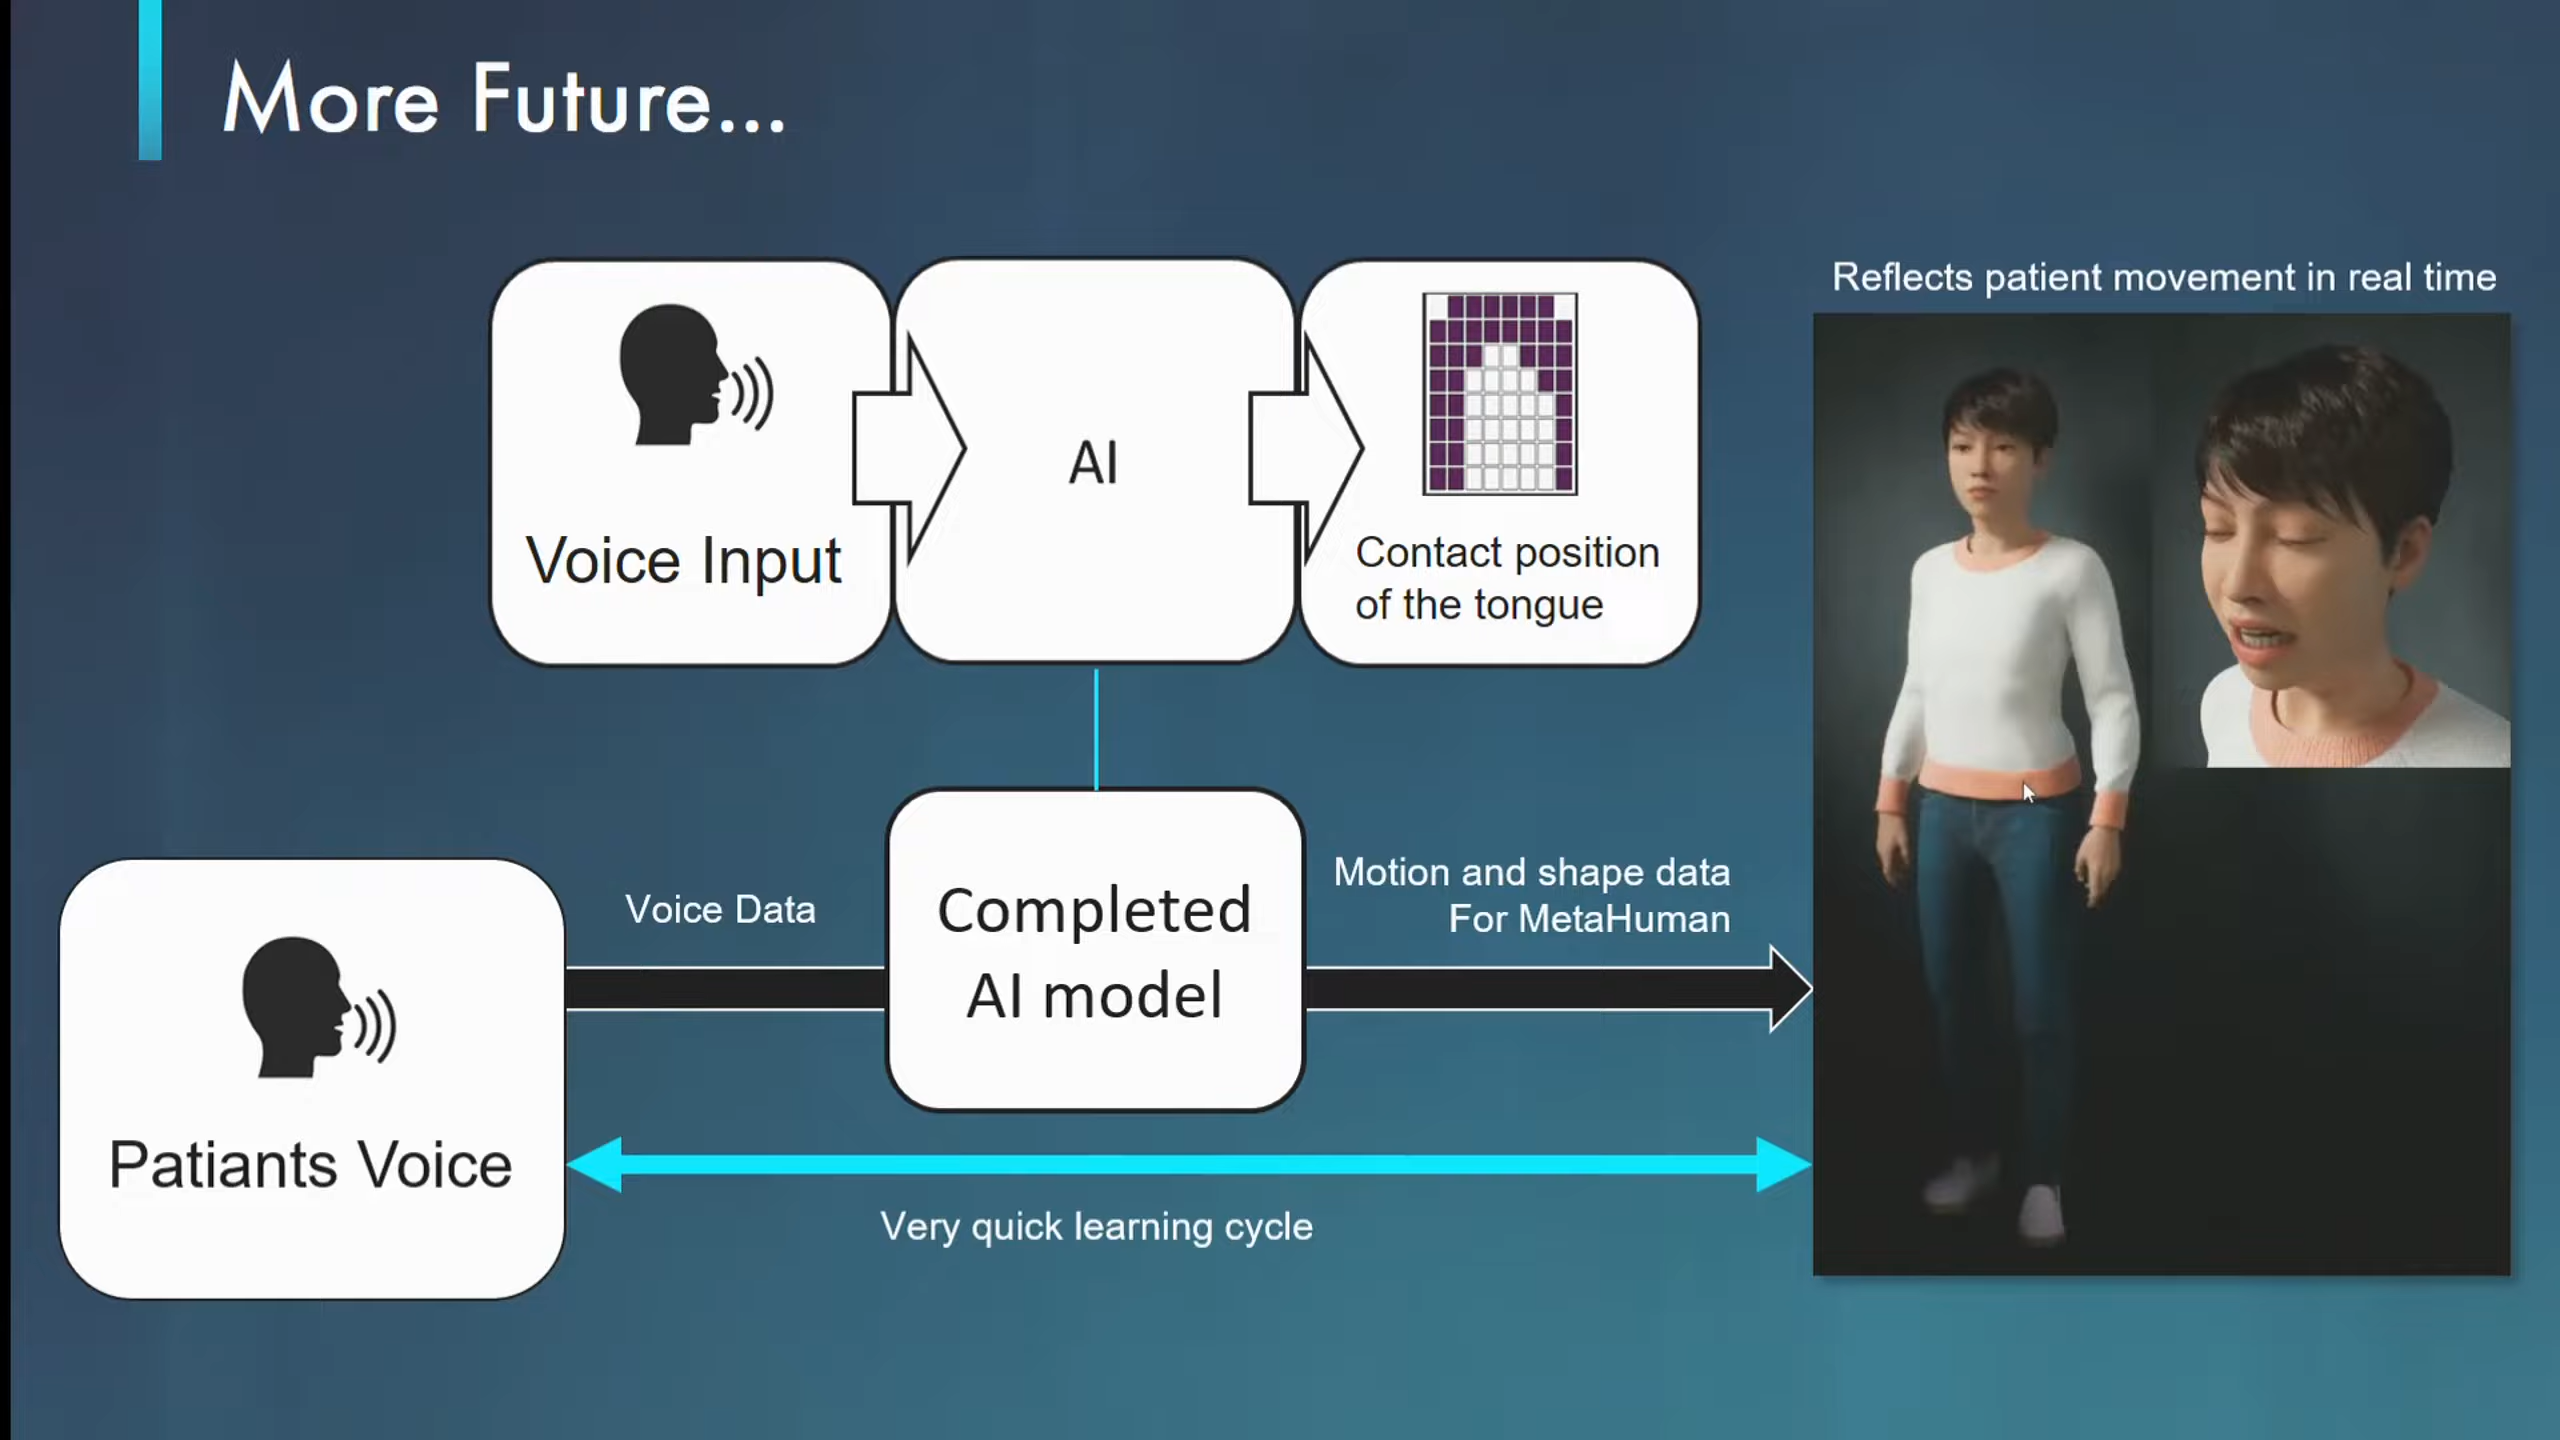 More Future...
Reflects patient movement in real time
Voice Input
AI
Contact position
of the tongue
Patiants Voice
Voice Data
Completed
AI model
Motion and shape data
For MetaHuman
Very quick learning cycle